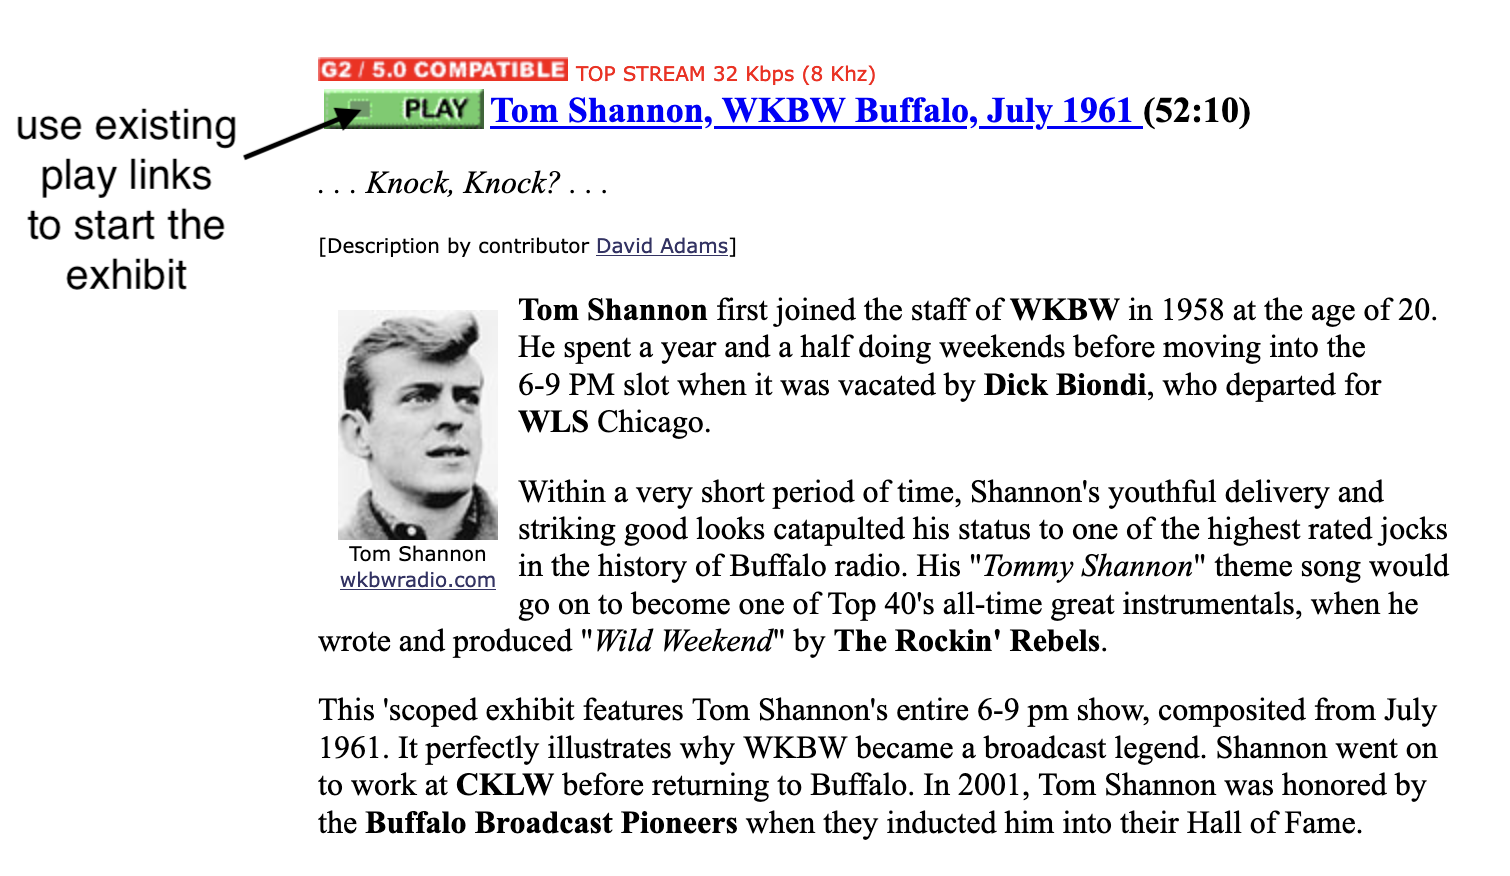 G2 / 5.0 COMPATIBLE TOP STREAM 32 Kbps (8 Khz)
PLAY Tom Shannon, WKBW Buffalo, July 1961 (52:10)
use existing
play links
to start the
exhibit
. . . Knock, Knock? . . .
[Description by contributor David Adams]
Tom Shannon first joined the staff of WKBW in 1958 at the age of 20.
He spent a year and a half doing weekends before moving into the
6-9 PM slot when it was vacated by Dick Biondi, who departed for
WLS Chicago.
Within a very short period of time, Shannon's youthful delivery and
striking good looks catapulted his status to one of the highest rated jocks
Tom Shannon
wkbwradio.com
in the history of Buffalo radio. His "Tommy Shannon" theme song would
go on to become one of Top 40's all-time great instrumentals, when he
wrote and produced "Wild Weekend" by The Rockin' Rebels.
This 'scoped exhibit features Tom Shannon's entire 6-9 pm show, composited from July
1961. It perfectly illustrates why WKBW became a broadcast legend. Shannon went on
to work at CKLW before returning to Buffalo. In 2001, Tom Shannon was honored by
the Buffalo Broadcast Pioneers when they inducted him into their Hall of Fame.